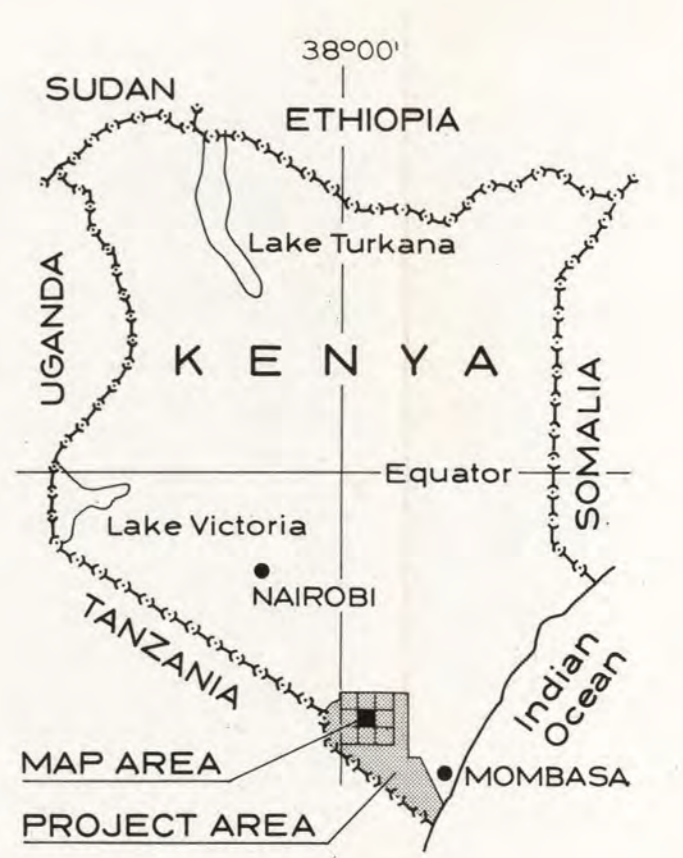 38°00'
SUDAN
ETHIOPIA
Lake Turkana
UGANDA
KENYA
SOMALIA
Equator
Lake Victoria
NAIROBI
TANZANIA
Indian
Ocean
MAP AREA
MOMBASA
PROJECT AREA